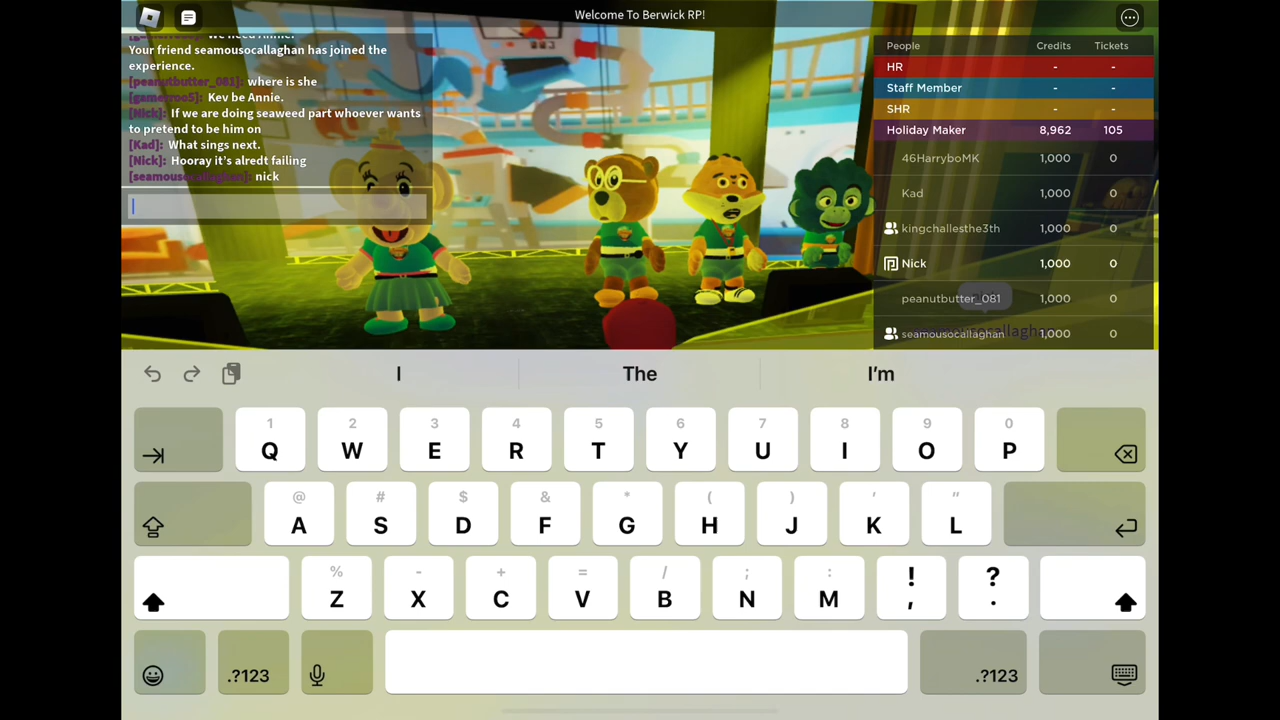 Welcome To Berwick RP!
Your friend seamousocallaghan has joined the
experience.
[peanutbutter_081]: where is she
[gamerroo5]: Kev be Annie.
[Nick]: If we are doing seaweed part whoever wants
to pretend to be him on
[Kad]: What sings next.
[Nick]: Hooray it's alredt failing
[seamousocallaghan]: nick
People Credits Tickets
HR - -
Staff Member - -
SHR - -
Holiday Maker 8,962 105
46HarryboMK 1,000 0
Kad 1,000 0
kingchallesthe3th 1,000 0
Nick 1,000 0
peanutbutter_081 1,000 0
seamousocallaghan 1,000 0
I The I'm
1 2 3 4 5 6 7 8 9 0
Q W E R T Y U I O P
@ # $ & * ( ) ' "
A S D F G H J K L
% - + = / ; : ! ?
Z X C V B N M , .
.?123 .?123